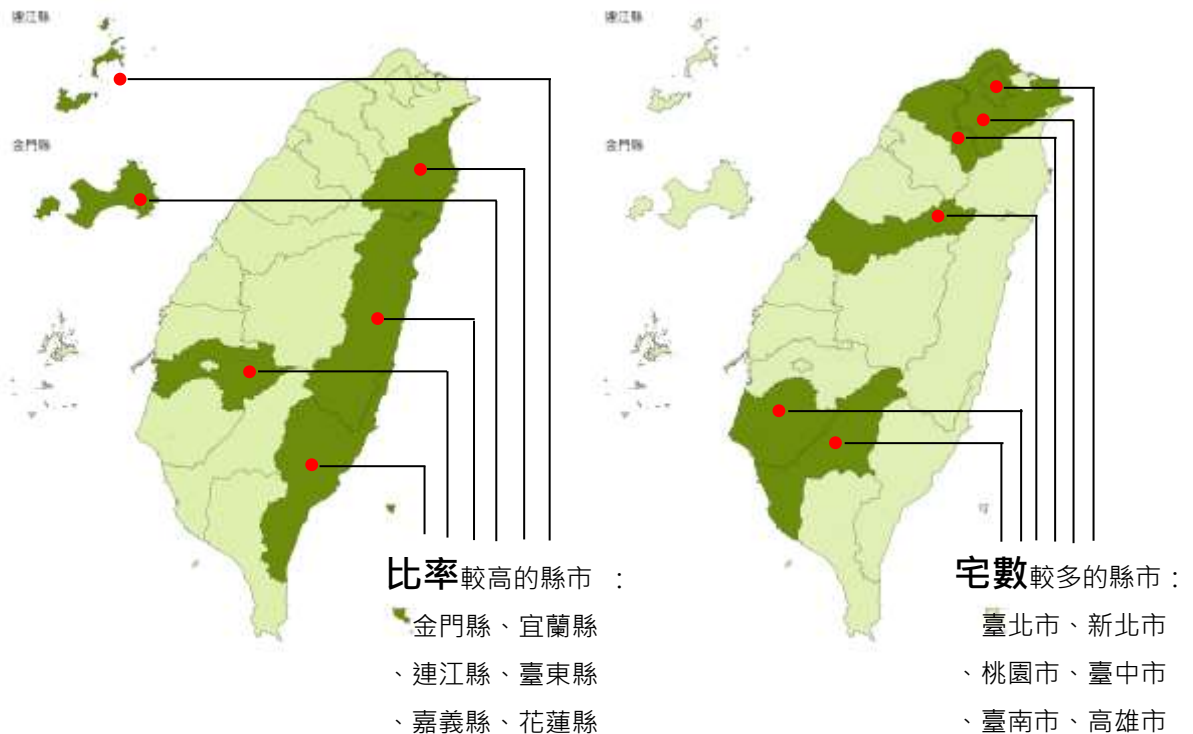 連江縣
金門縣
比率較高的縣市 :
金門縣、宜蘭縣
、連江縣、臺東縣
、嘉義縣、花蓮縣
連江縣
金門縣
宅數較多的縣市:
臺北市、新北市
、桃園市、臺中市
、臺南市、高雄市